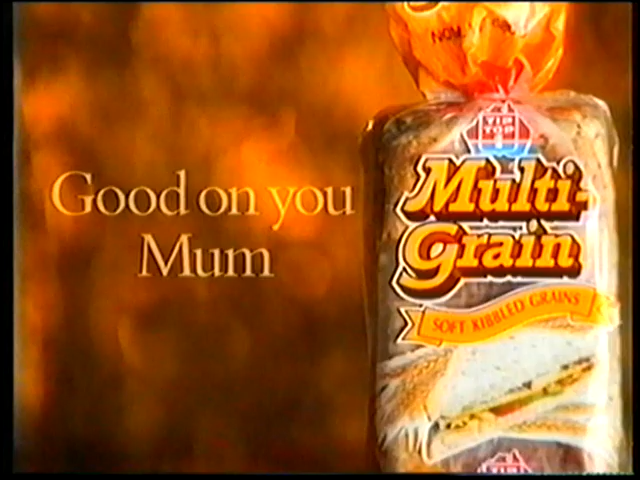 Good on you
Mum
TIP
TOP
Multi-
Grain
SOFT KIBBLED GRAINS